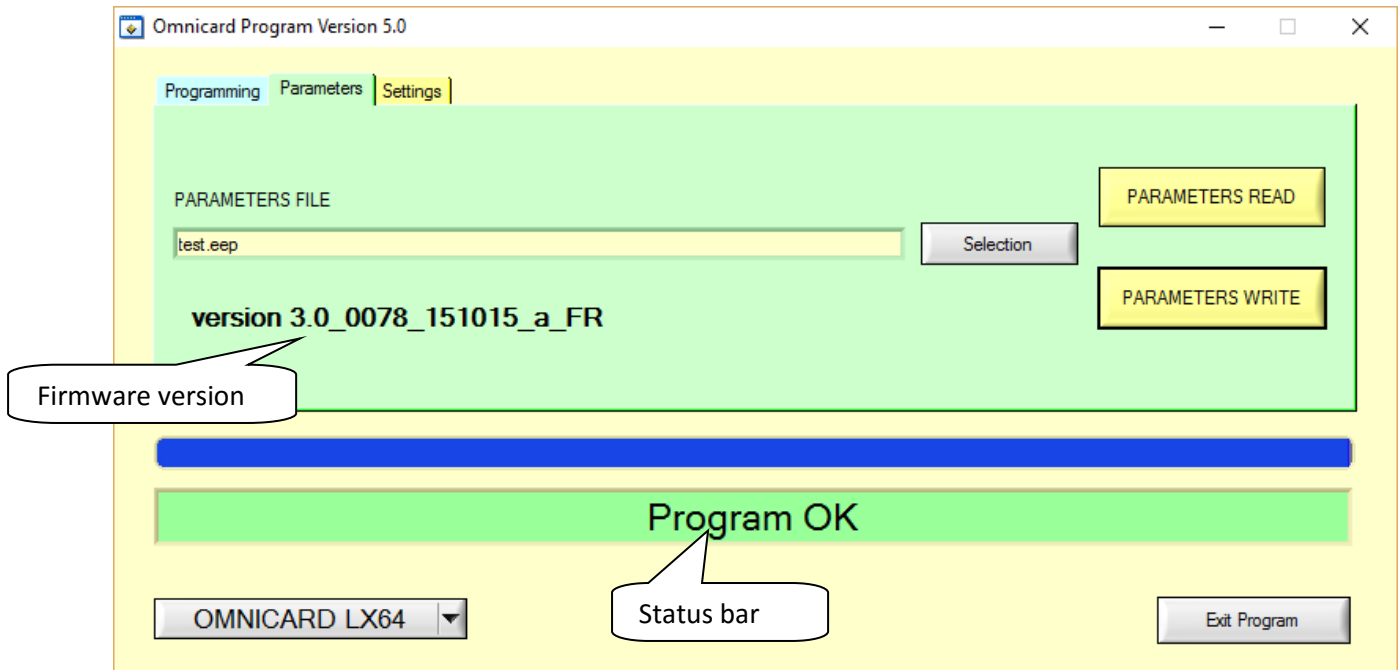 Omnicard Program Version 5.0
Programming Parameters Settings
PARAMETERS FILE
PARAMETERS READ
test.eep
Selection
PARAMETERS WRITE
version 3.0_0078_151015_a_FR
Firmware version
Program OK
Status bar
OMNICARD LX64
Exit Program